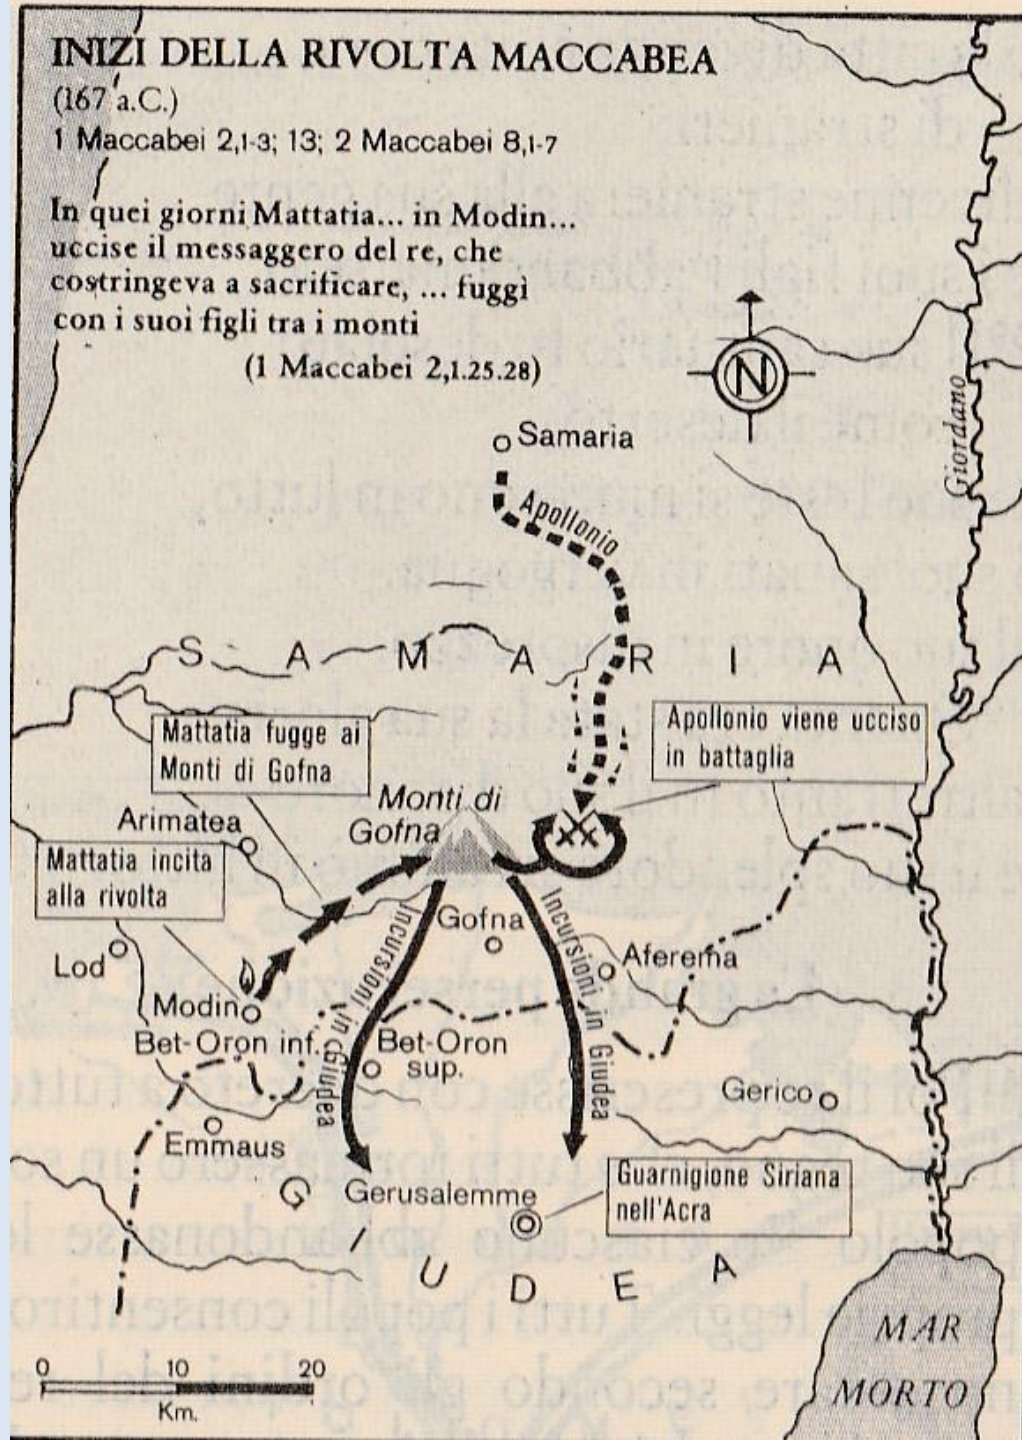 INIZI DELLA RIVOLTA MACCABEA
(167 a.C.)
1 Maccabei 2,1-3; 13; 2 Maccabei 8,1-7
In quei giorni Mattatia... in Modin...
uccise il messaggero del re, che
costringeva a sacrificare, ... fuggì
con i suoi figli tra i monti
(1 Maccabei 2,1.25.28)
N
Giordano
Samaria
Apollonio
SAMARIA
Mattatia fugge ai
Monti di Gofna
Apollonio viene ucciso
in battaglia
Monti di
Gofna
Arimatea
Mattatia incita
alla rivolta
Gofna
Incursioni in Giudea
Incursioni in Giudea
Lod
Aferema
Modin
Bet-Oron inf.
Bet-Oron
sup.
Gerico
Emmaus
Guarnigione Siriana
nell'Acra
Gerusalemme
GIUDEA
MAR
MORTO
0 10 20
Km.